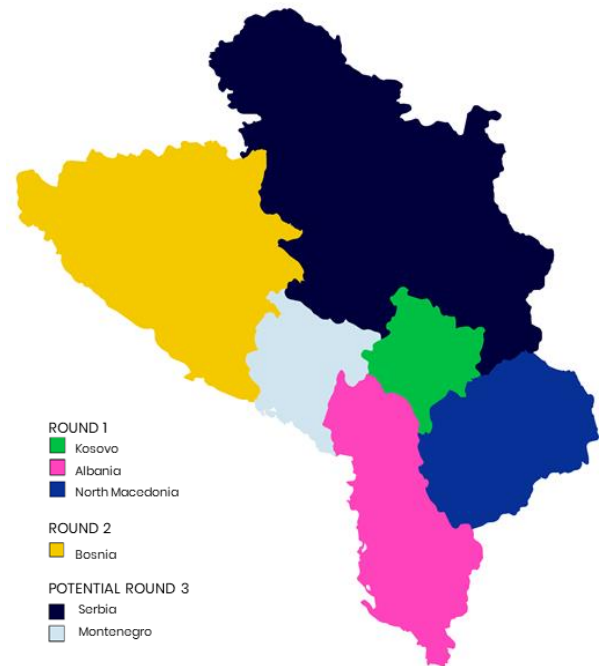 ROUND 1
Kosovo
Albania
North Macedonia
ROUND 2
Bosnia
POTENTIAL ROUND 3
Serbia
Montenegro